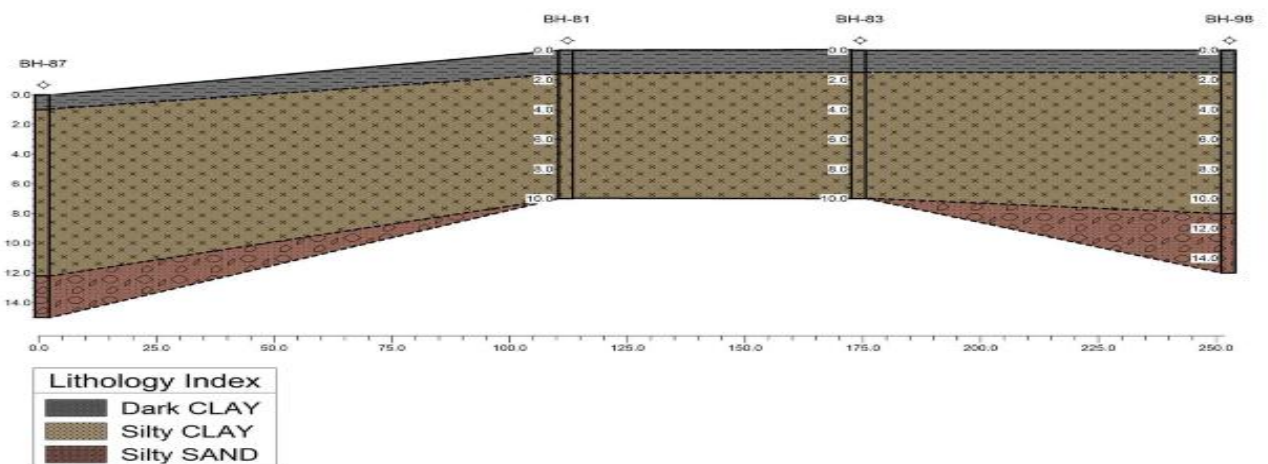 BH-81 BH-83 BH-98
BH-87
0.0 0.0 0.0
2.0 2.0 2.0
0.0
4.0 4.0 4.0
2.0
6.0 6.0 6.0
4.0
8.0 8.0 8.0
6.0
10.0 10.0 10.0
8.0
12.0
10.0
14.0
12.0
14.0
0.0 25.0 50.0 75.0 100.0 125.0 150.0 175.0 200.0 225.0 250.0
Lithology Index
Dark CLAY
Silty CLAY
Silty SAND